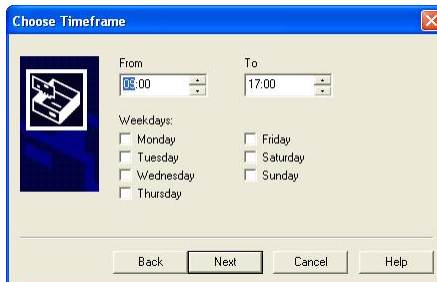 Choose Timeframe
From To
09:00 17:00
Weekdays:
Monday Friday
Tuesday Saturday
Wednesday Sunday
Thursday
Back Next Cancel Help